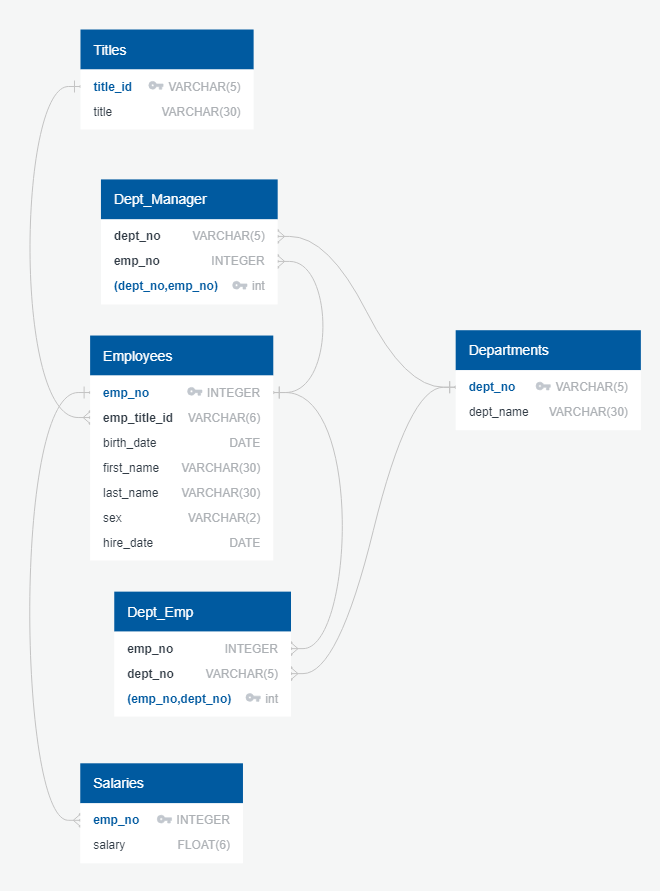 Titles
title_id VARCHAR(5)
title VARCHAR(30)
Dept_Manager
dept_no VARCHAR(5)
emp_no INTEGER
(dept_no,emp_no) int
Employees
emp_no INTEGER
emp_title_id VARCHAR(6)
birth_date DATE
first_name VARCHAR(30)
last_name VARCHAR(30)
sex VARCHAR(2)
hire_date DATE
Departments
dept_no VARCHAR(5)
dept_name VARCHAR(30)
Dept_Emp
emp_no INTEGER
dept_no VARCHAR(5)
(emp_no,dept_no) int
Salaries
emp_no INTEGER
salary FLOAT(6)